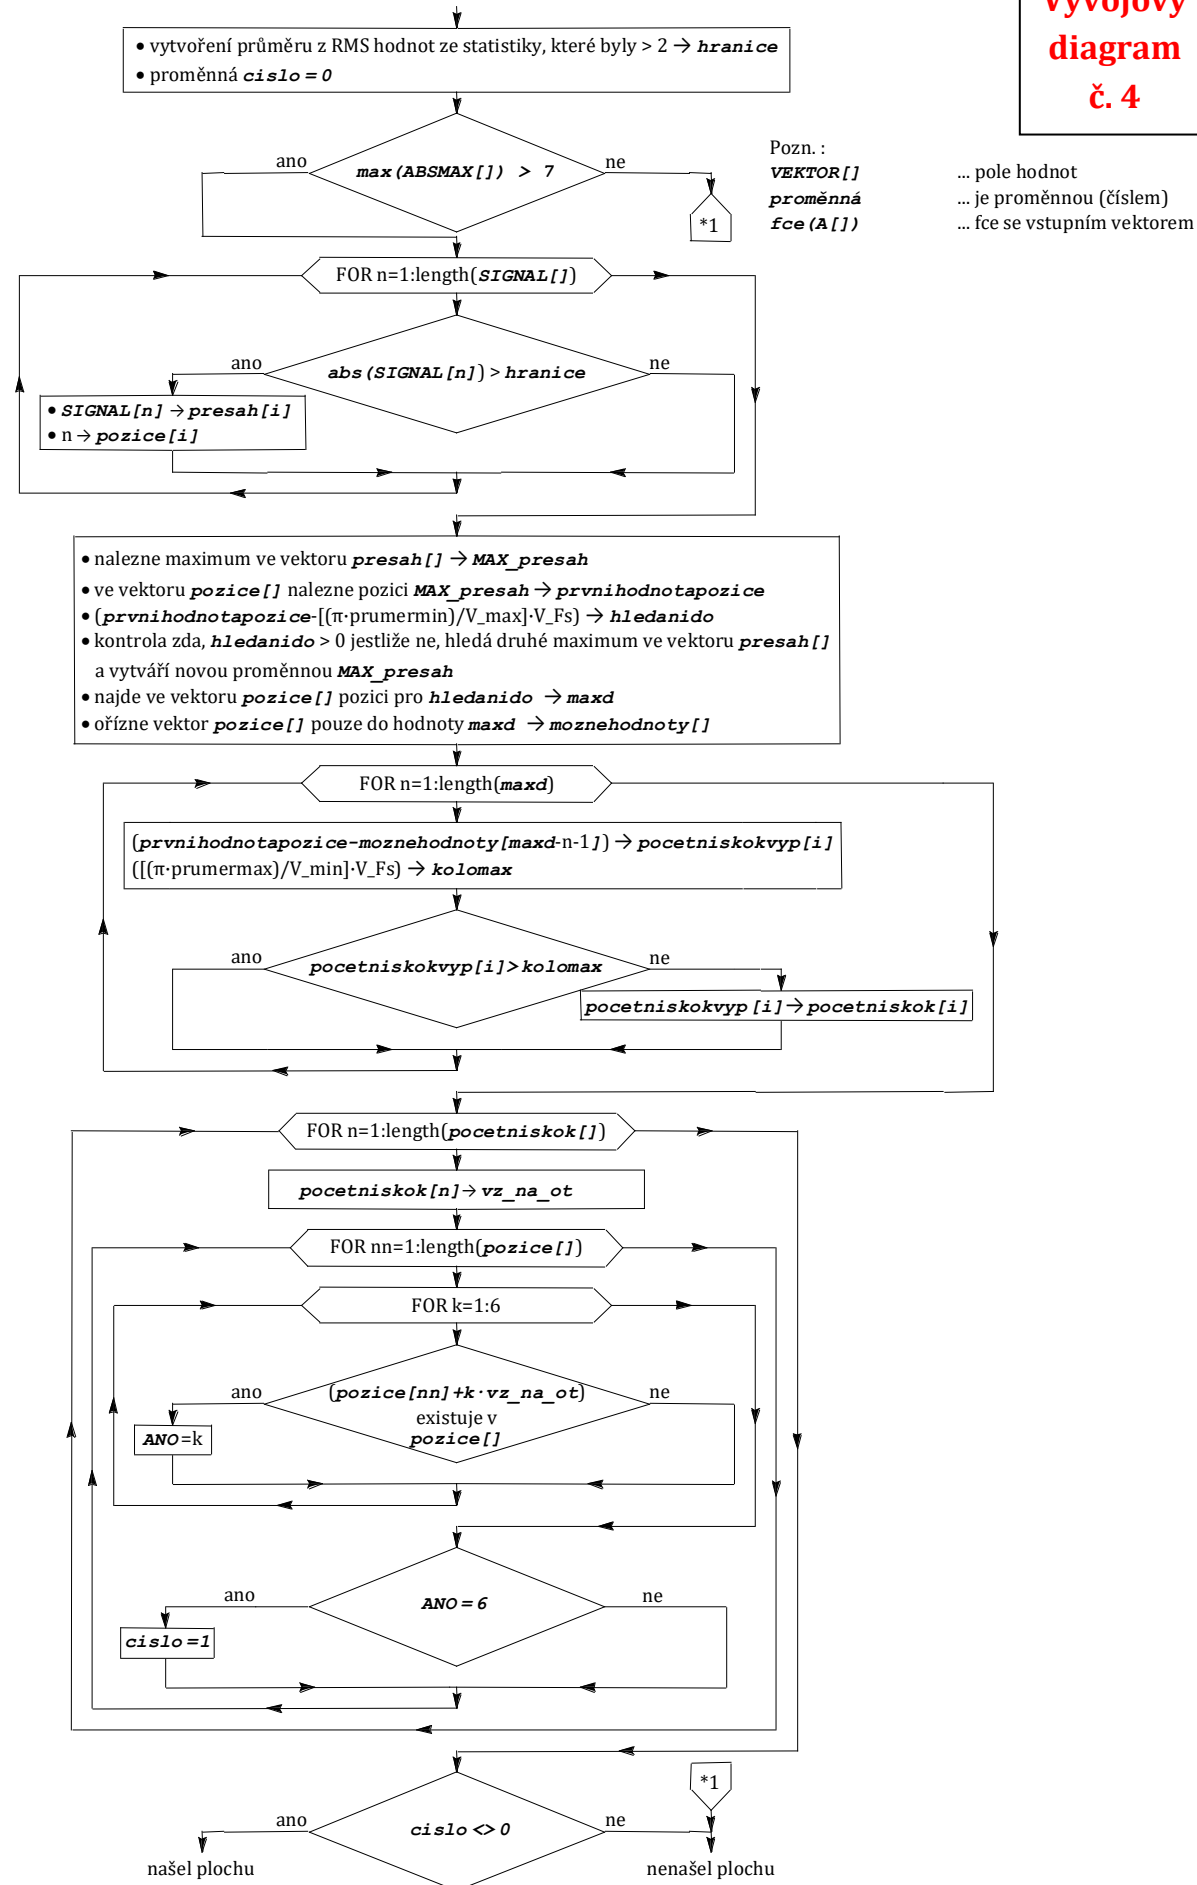 Vývojový
diagram
č. 4
• vytvoření průměru z RMS hodnot ze statistiky, které byly > 2 → hranice
• proměnná cislo = 0
ano
max(ABSMAX[]) > 7
ne
*1
Pozn. :
VEKTOR[] ... pole hodnot
proměnná ... je proměnnou (číslem)
fce(A[]) ... fce se vstupním vektorem
FOR n=1:length(SIGNAL[])
ano
abs(SIGNAL[n]) > hranice
ne
• SIGNAL[n] → presah[i]
• n → pozice[i]
• nalezne maximum ve vektoru presah[] → MAX_presah
• ve vektoru pozice[] nalezne pozici MAX_presah → prvnihodnotapozice
• (prvnihodnotapozice-[(π·prumermin)/V_max]·V_Fs) → hledanido
• kontrola zda, hledanido > 0 jestliže ne, hledá druhé maximum ve vektoru presah[]
a vytváří novou proměnnou MAX_presah
• najde ve vektoru pozice[] pozici pro hledanido → maxd
• ořízne vektor pozice[] pouze do hodnoty maxd → moznehodnoty[]
FOR n=1:length(maxd)
(prvnihodnotapozice-moznehodnoty[maxd-n-1]) → pocetniskokvyp[i]
([(π·prumermax)/V_min]·V_Fs) → kolomax
ano
pocetniskokvyp[i]>kolomax
ne
pocetniskokvyp[i]→pocetniskok[i]
FOR n=1:length(pocetniskok[])
pocetniskok[n]→vz_na_ot
FOR nn=1:length(pozice[])
FOR k=1:6
ano
(pozice[nn]+k·vz_na_ot)
existuje v
pozice[]
ne
ANO=k
ano
ANO = 6
ne
cislo=1
*1
ano
cislo <> 0
ne
našel plochu
nenašel plochu